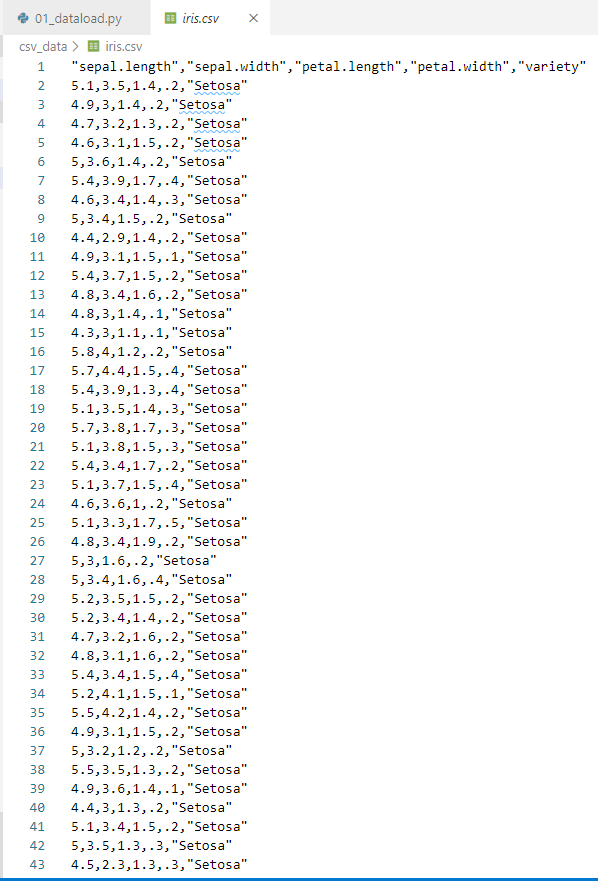 01_dataload.py iris.csv
csv_data > iris.csv
1 "sepal.length","sepal.width","petal.length","petal.width","variety"
2 5.1,3.5,1.4,.2,"Setosa"
3 4.9,3,1.4,.2,"Setosa"
4 4.7,3.2,1.3,.2,"Setosa"
5 4.6,3.1,1.5,.2,"Setosa"
6 5,3.6,1.4,.2,"Setosa"
7 5.4,3.9,1.7,.4,"Setosa"
8 4.6,3.4,1.4,.3,"Setosa"
9 5,3.4,1.5,.2,"Setosa"
10 4.4,2.9,1.4,.2,"Setosa"
11 4.9,3.1,1.5,.1,"Setosa"
12 5.4,3.7,1.5,.2,"Setosa"
13 4.8,3.4,1.6,.2,"Setosa"
14 4.8,3,1.4,.1,"Setosa"
15 4.3,3,1.1,.1,"Setosa"
16 5.8,4,1.2,.2,"Setosa"
17 5.7,4.4,1.5,.4,"Setosa"
18 5.4,3.9,1.3,.4,"Setosa"
19 5.1,3.5,1.4,.3,"Setosa"
20 5.7,3.8,1.7,.3,"Setosa"
21 5.1,3.8,1.5,.3,"Setosa"
22 5.4,3.4,1.7,.2,"Setosa"
23 5.1,3.7,1.5,.4,"Setosa"
24 4.6,3.6,1,.2,"Setosa"
25 5.1,3.3,1.7,.5,"Setosa"
26 4.8,3.4,1.9,.2,"Setosa"
27 5,3,1.6,.2,"Setosa"
28 5,3.4,1.6,.4,"Setosa"
29 5.2,3.5,1.5,.2,"Setosa"
30 5.2,3.4,1.4,.2,"Setosa"
31 4.7,3.2,1.6,.2,"Setosa"
32 4.8,3.1,1.6,.2,"Setosa"
33 5.4,3.4,1.5,.4,"Setosa"
34 5.2,4.1,1.5,.1,"Setosa"
35 5.5,4.2,1.4,.2,"Setosa"
36 4.9,3.1,1.5,.2,"Setosa"
37 5,3.2,1.2,.2,"Setosa"
38 5.5,3.5,1.3,.2,"Setosa"
39 4.9,3.6,1.4,.1,"Setosa"
40 4.4,3,1.3,.2,"Setosa"
41 5.1,3.4,1.5,.2,"Setosa"
42 5,3.5,1.3,.3,"Setosa"
43 4.5,2.3,1.3,.3,"Setosa"